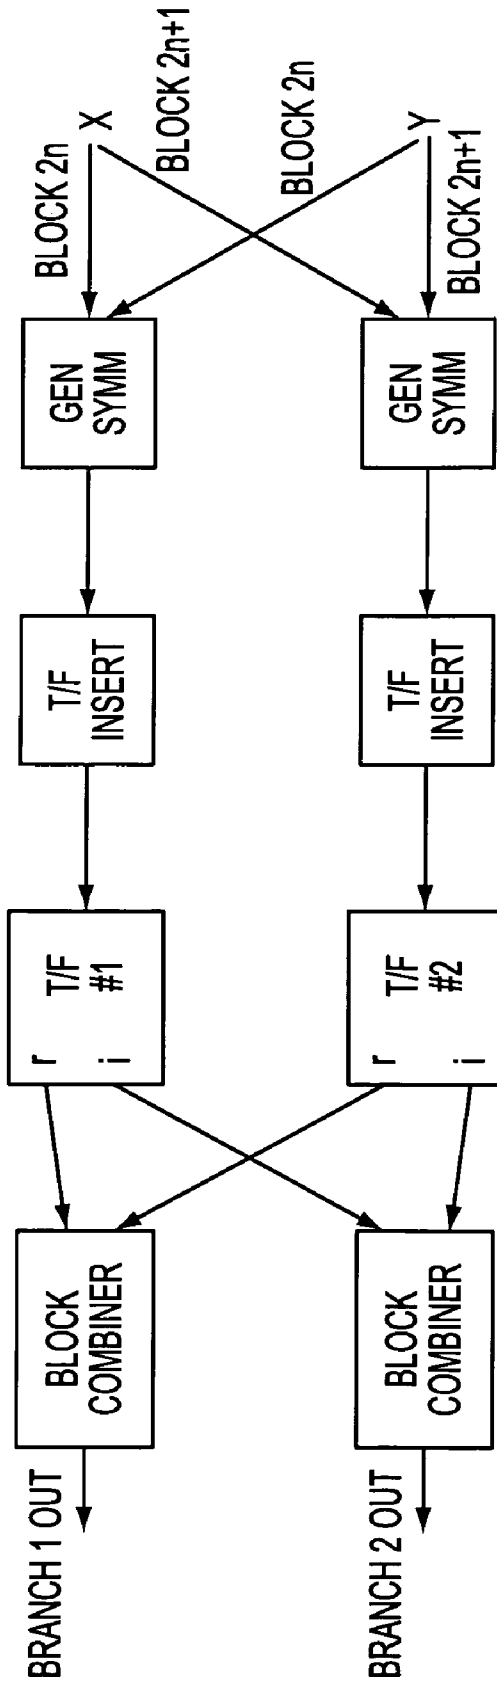 BRANCH 1 OUT
BLOCK
COMBINER
r
i
T/F
#1
T/F
INSERT
GEN
SYMM
BLOCK 2n
X
BLOCK 2n+1
BRANCH 2 OUT
BLOCK
COMBINER
r
i
T/F
#2
T/F
INSERT
GEN
SYMM
BLOCK 2n
Y
BLOCK 2n+1